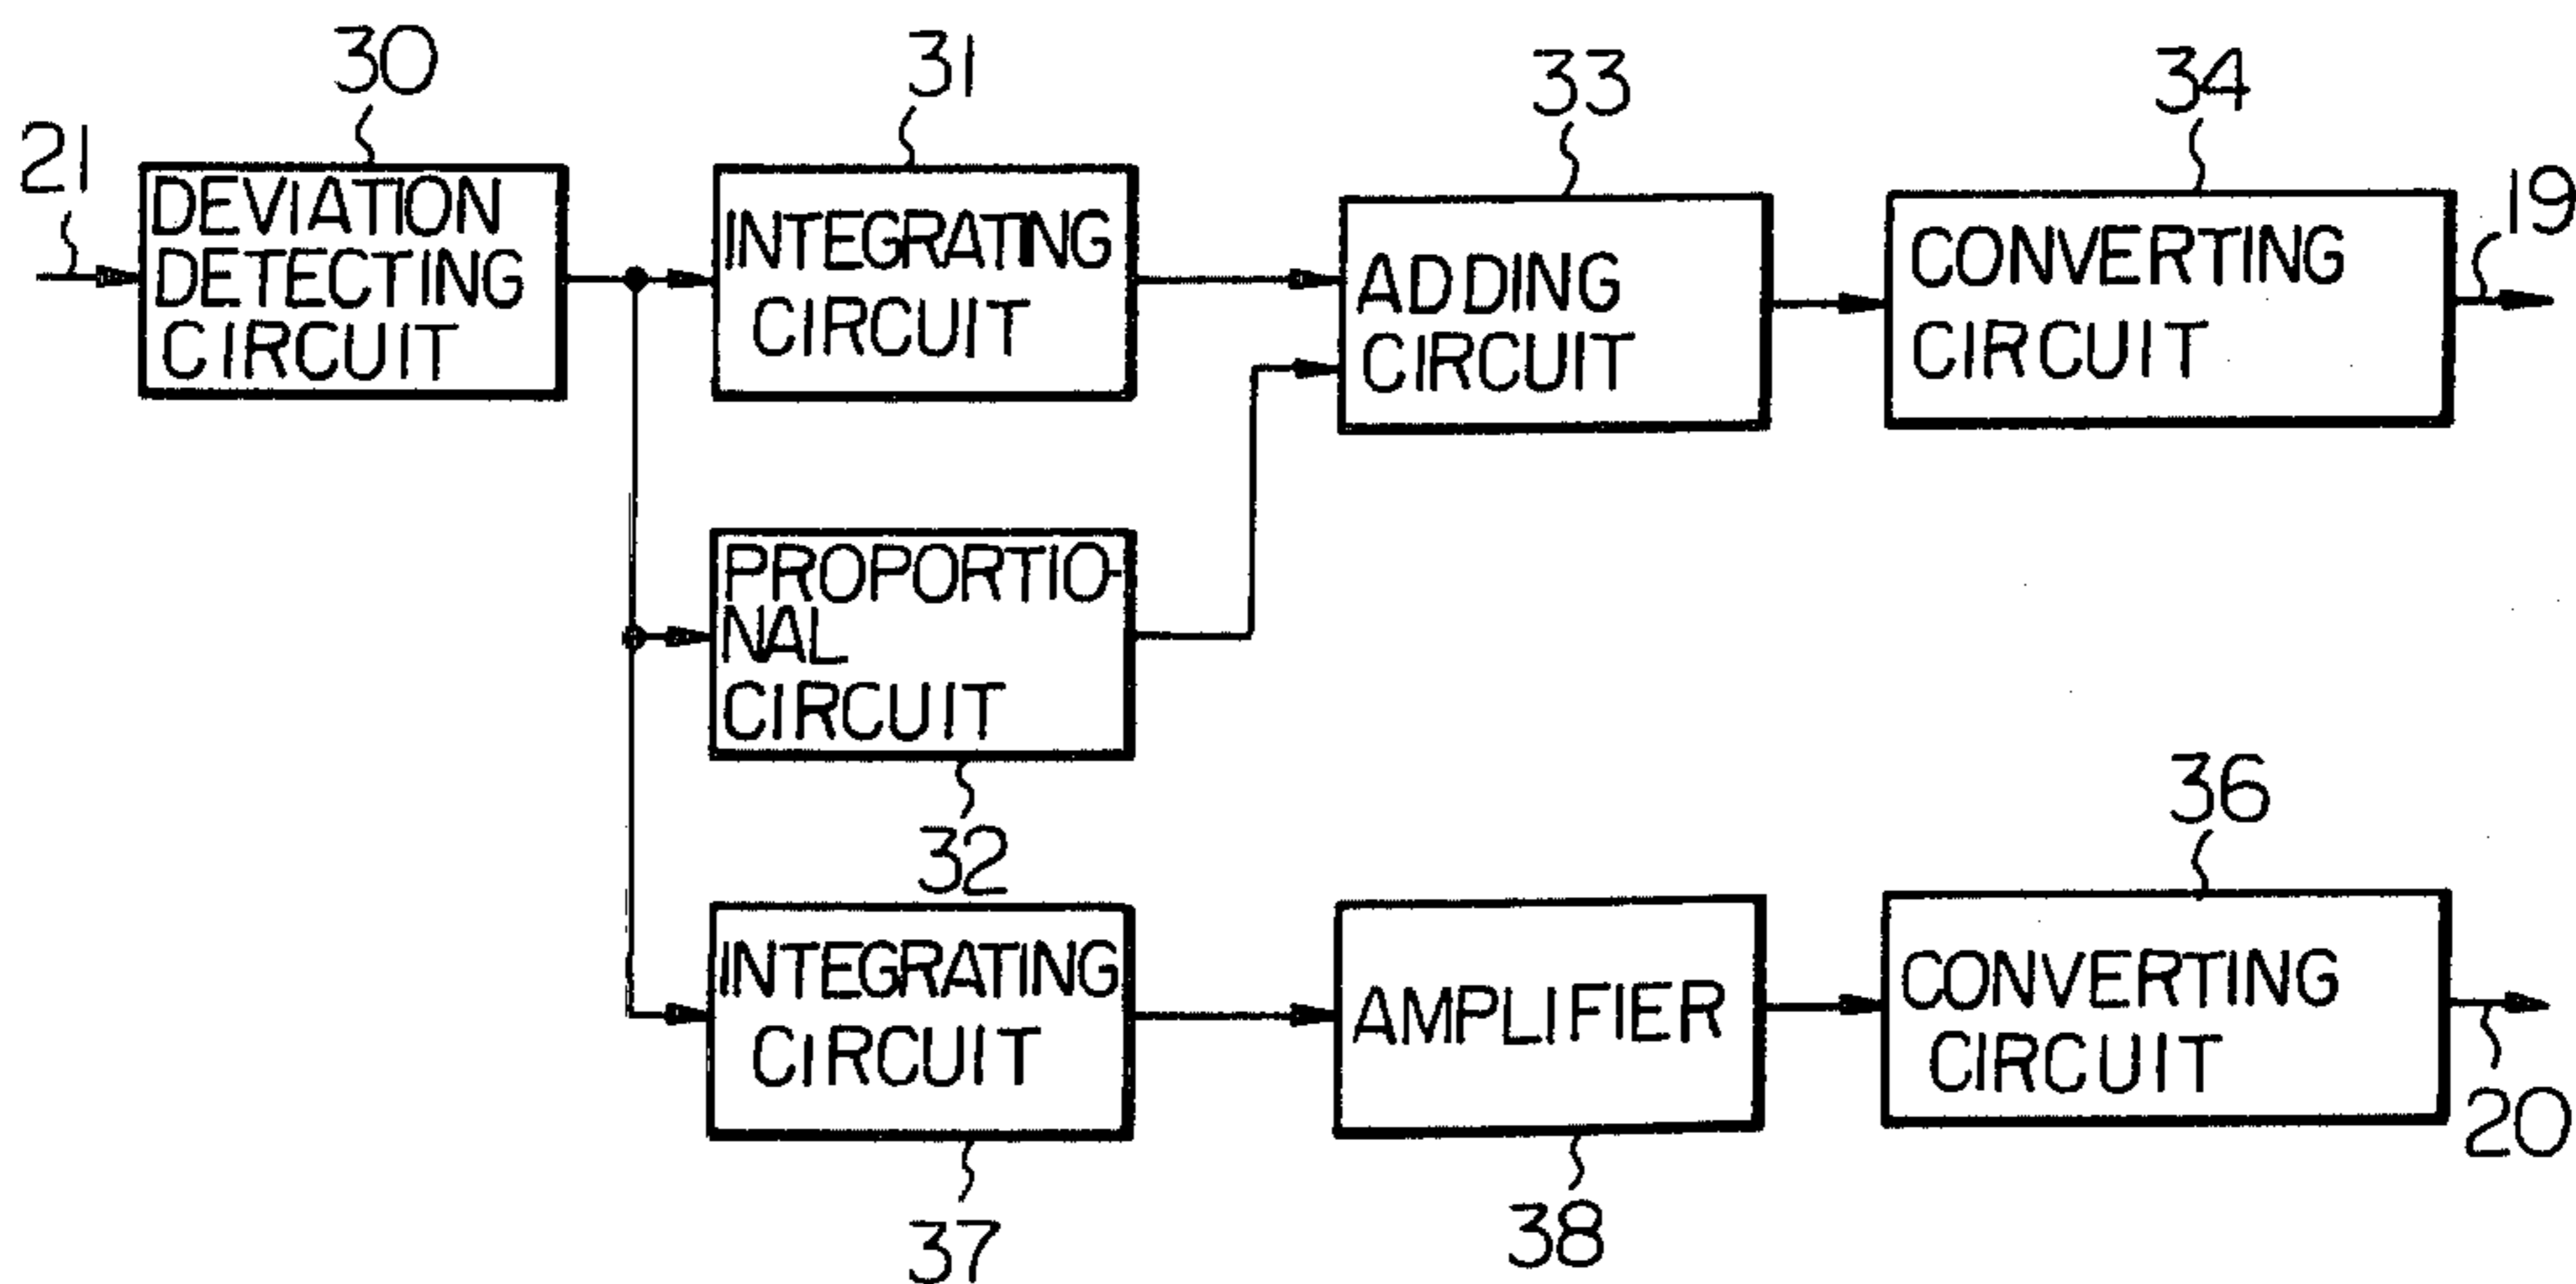 30
31
33
34
21
19
DEVIATION
DETECTING
CIRCUIT
INTEGRATING
CIRCUIT
ADDING
CIRCUIT
CONVERTING
CIRCUIT
PROPORTIO-
NAL
CIRCUIT
32
36
INTEGRATING
CIRCUIT
AMPLIFIER
CONVERTING
CIRCUIT
20
37
38